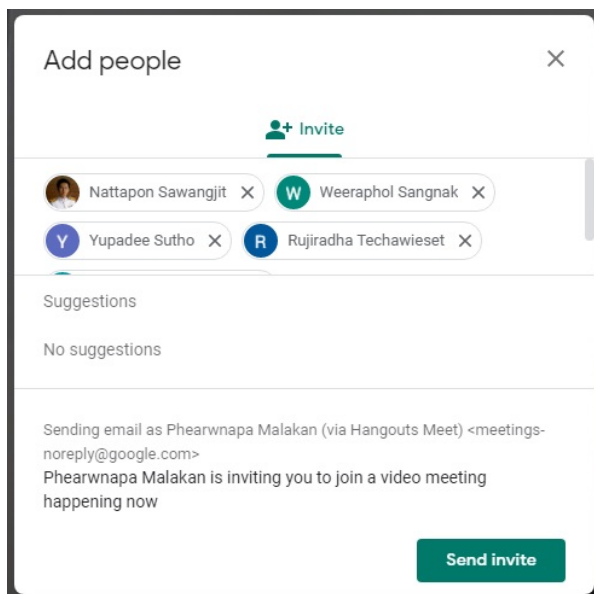 Add people
Invite
Nattapon Sawangjit W Weeraphol Sangnak
Y Yupadee Sutho R Rujiradha Techawieset
Suggestions
No suggestions
Sending email as Phearwnapa Malakan (via Hangouts Meet) <meetings-
noreply@google.com>
Phearwnapa Malakan is inviting you to join a video meeting
happening now
Send invite